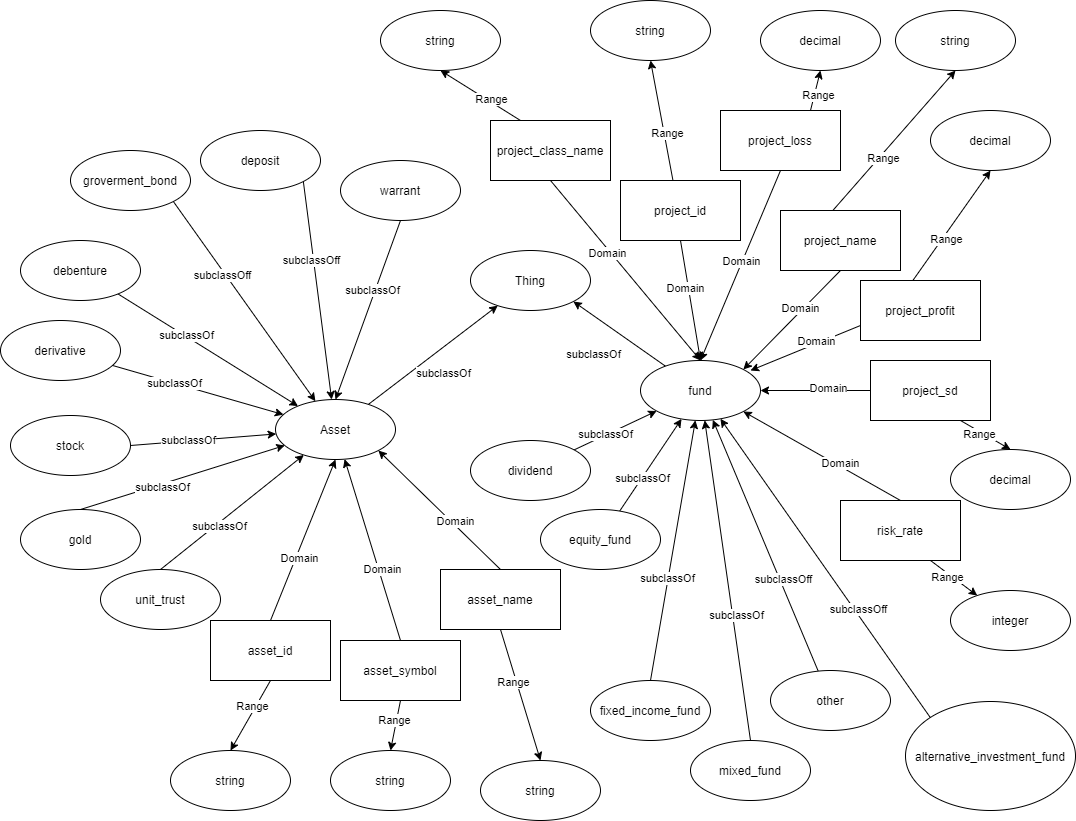 string
string
decimal
string
Range
Range
Range
decimal
project_class_name
project_loss
Range
deposit
groverment_bond
warrant
project_id
project_name
Range
Domain
Domain
subclassOff
subclassOff
debenture
Thing
subclassOf
Domain
Domain
project_profit
subclassOf
Domain
derivative
subclassOf
subclassOf
subclassOf
fund
Domain
project_sd
Asset
subclassOf
Range
stock
subclassOf
Domain
dividend
subclassOf
decimal
subclassOf
Domain
subclassOf
gold
equity_fund
risk_rate
Domain
Domain
subclassOf
subclassOff
Range
unit_trust
asset_name
subclassOf
subclassOff
integer
asset_id
asset_symbol
Range
Range
Range
fixed_income_fund
other
string
string
string
mixed_fund
alternative_investment_fund